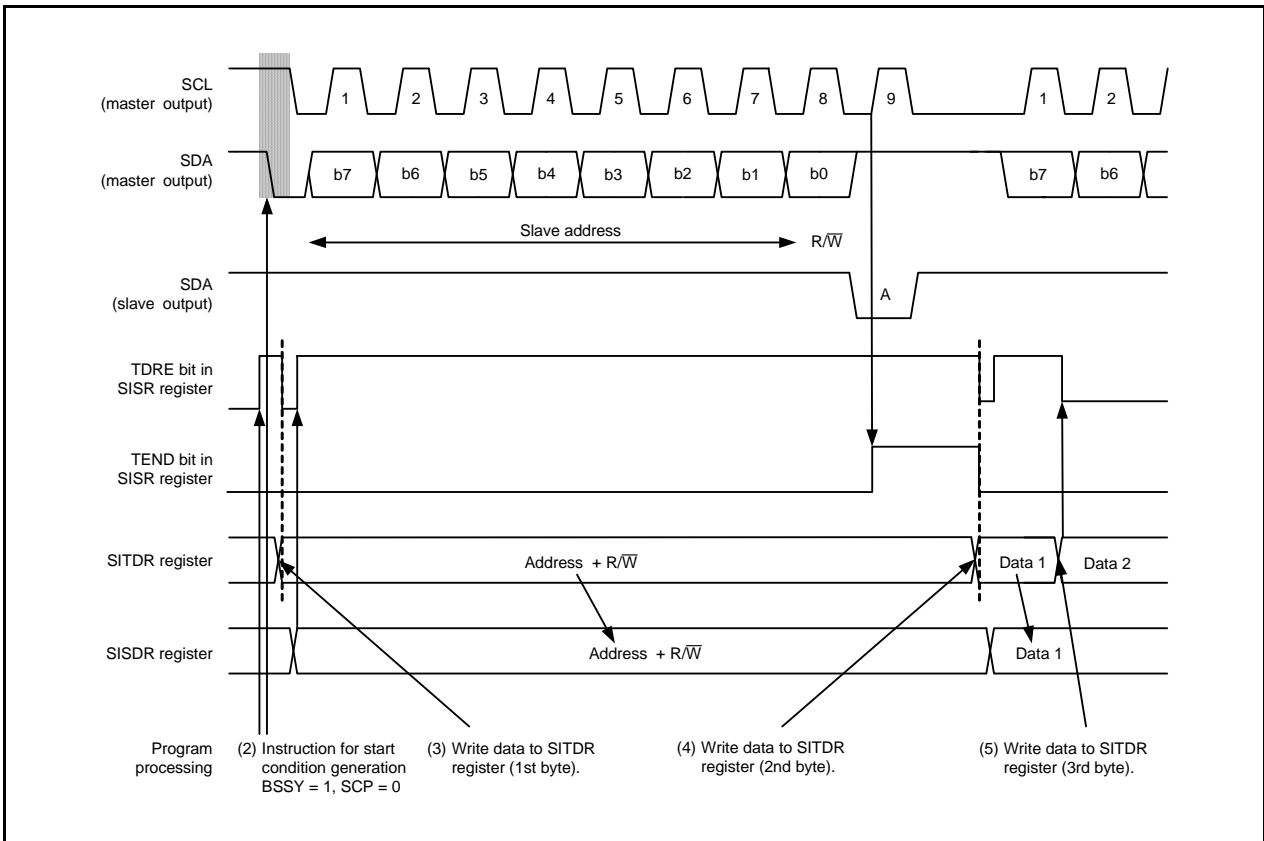 SCL
(master output)
1 2 3 4 5 6 7 8 9 1 2
SDA
(master output)
b7 b6 b5 b4 b3 b2 b1 b0 b7 b6
Slave address R/W̅
SDA
(slave output)
A
TDRE bit in
SISR register
TEND bit in
SISR register
SITDR register Address + R/W̅ Data 1 Data 2
SISDR register Address + R/W̅ Data 1
Program
processing
(2) Instruction for start
condition generation
BSSY = 1, SCP = 0
(3) Write data to SITDR
register (1st byte).
(4) Write data to SITDR
register (2nd byte).
(5) Write data to SITDR
register (3rd byte).